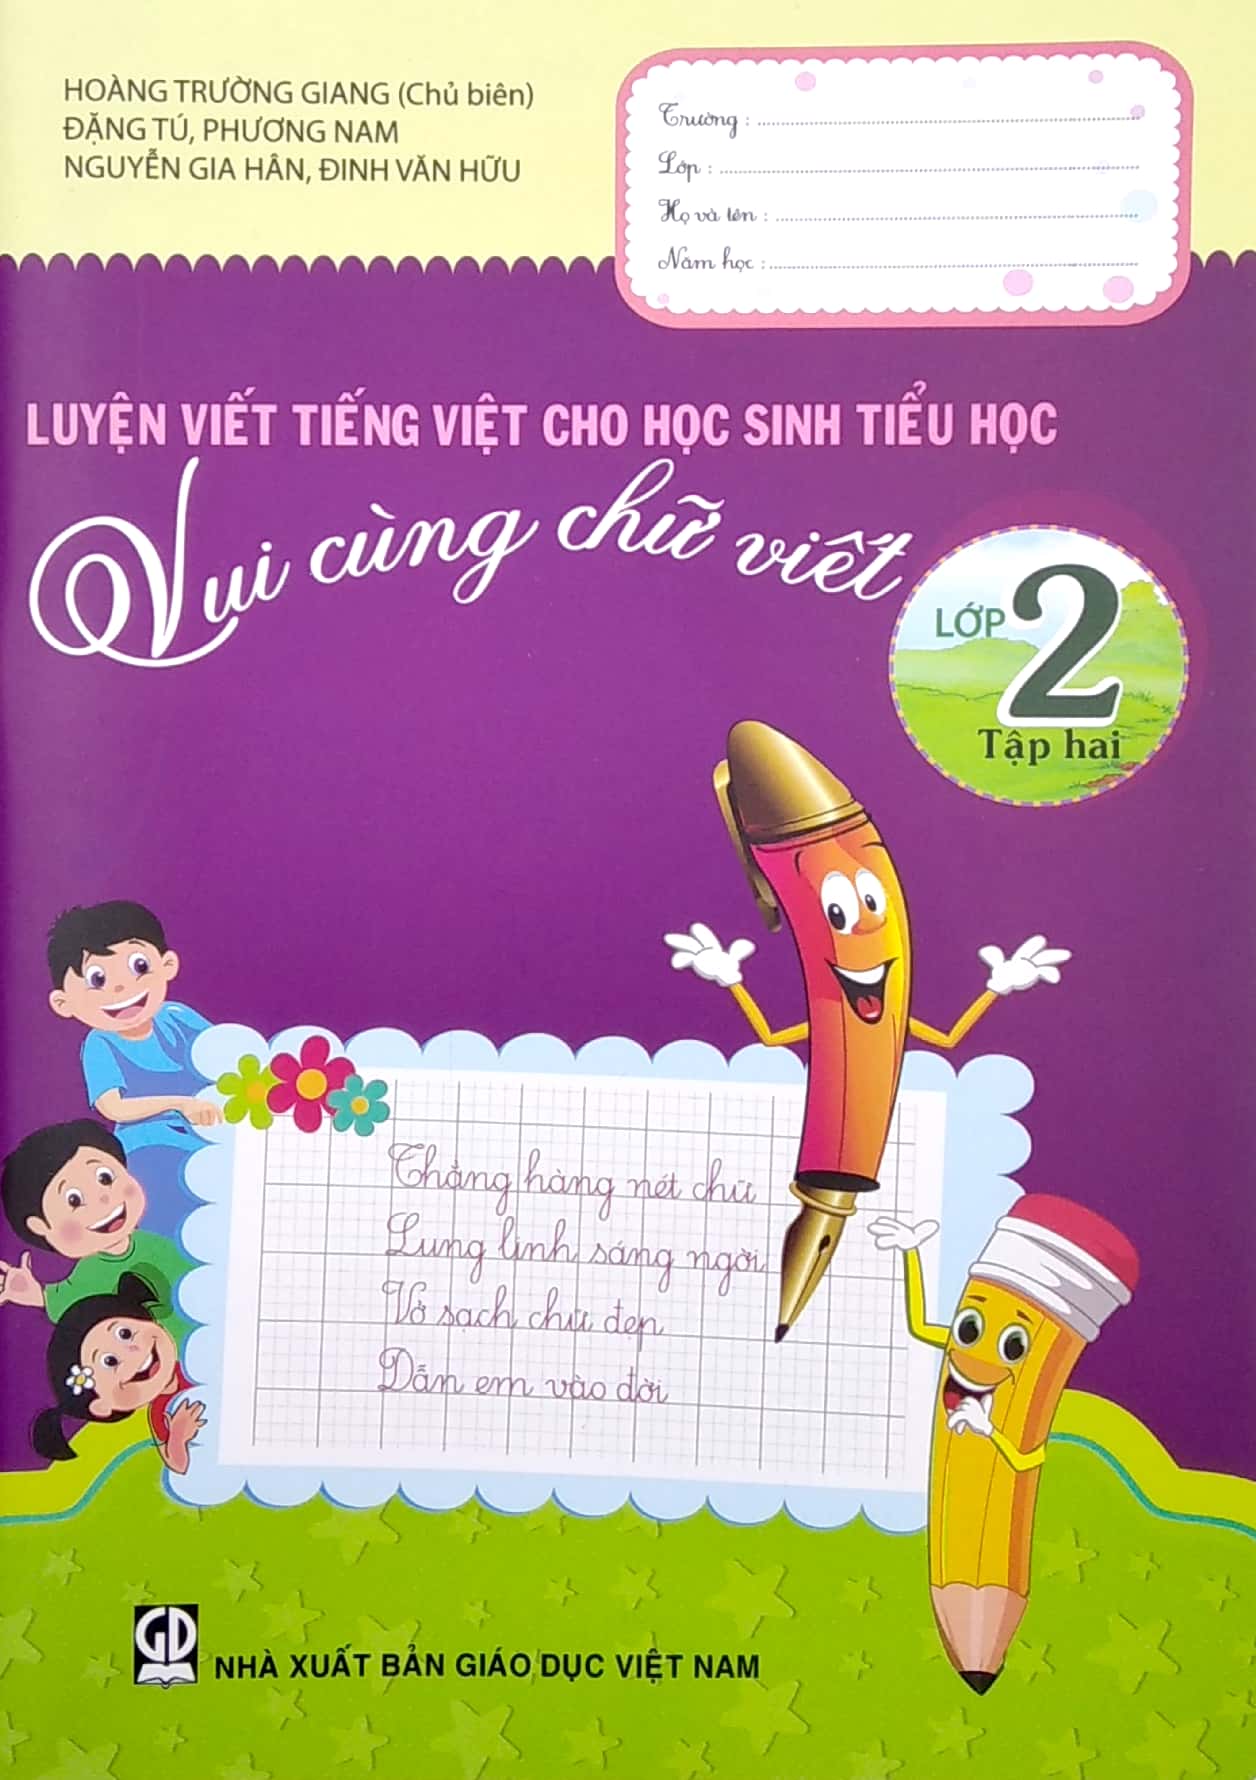 HOÀNG TRƯỜNG GIANG (Chủ biên)
ĐẶNG TÚ, PHƯƠNG NAM
NGUYỄN GIA HÂN, ĐINH VĂN HỮU
Trường :
Lớp :
Họ và tên :
Năm học :
LUYỆN VIẾT TIẾNG VIỆT CHO HỌC SINH TIỂU HỌC
Vui cùng chữ viết
LỚP 2
Tập hai
Thẳng hàng nét chữ
Lung linh sáng ngời
Vở sạch chữ đẹp
Dẫn em vào đời
GD
NHÀ XUẤT BẢN GIÁO DỤC VIỆT NAM